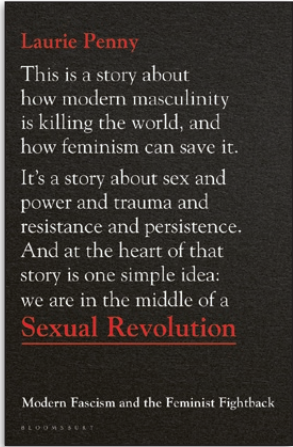 Laurie Penny
This is a story about
how modern masculinity
is killing the world, and
how feminism can save it.
It's a story about sex and
power and trauma and
resistance and persistence.
And at the heart of that
story is one simple idea:
we are in the middle of a
Sexual Revolution
Modern Fascism and the Feminist Fightback
BLOOMSBURY